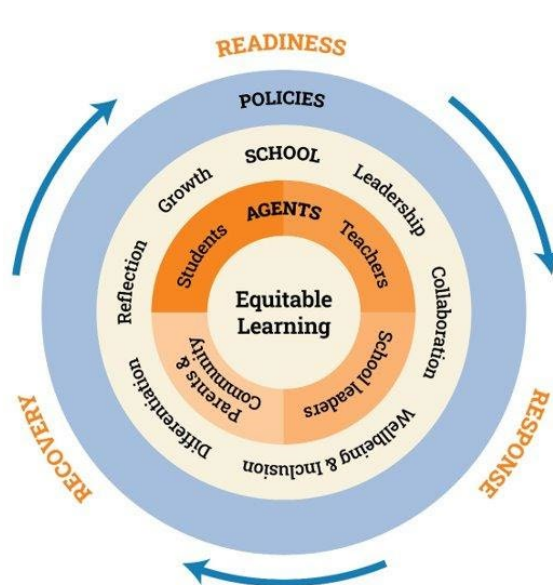 READINESS
POLICIES
SCHOOL
Growth
Leadership
AGENTS
Students
Teachers
Reflection
Collaboration
Equitable
Learning
Parents &
Community
School leaders
Differentiation
Wellbeing & Inclusion
RECOVERY
RESPONSE